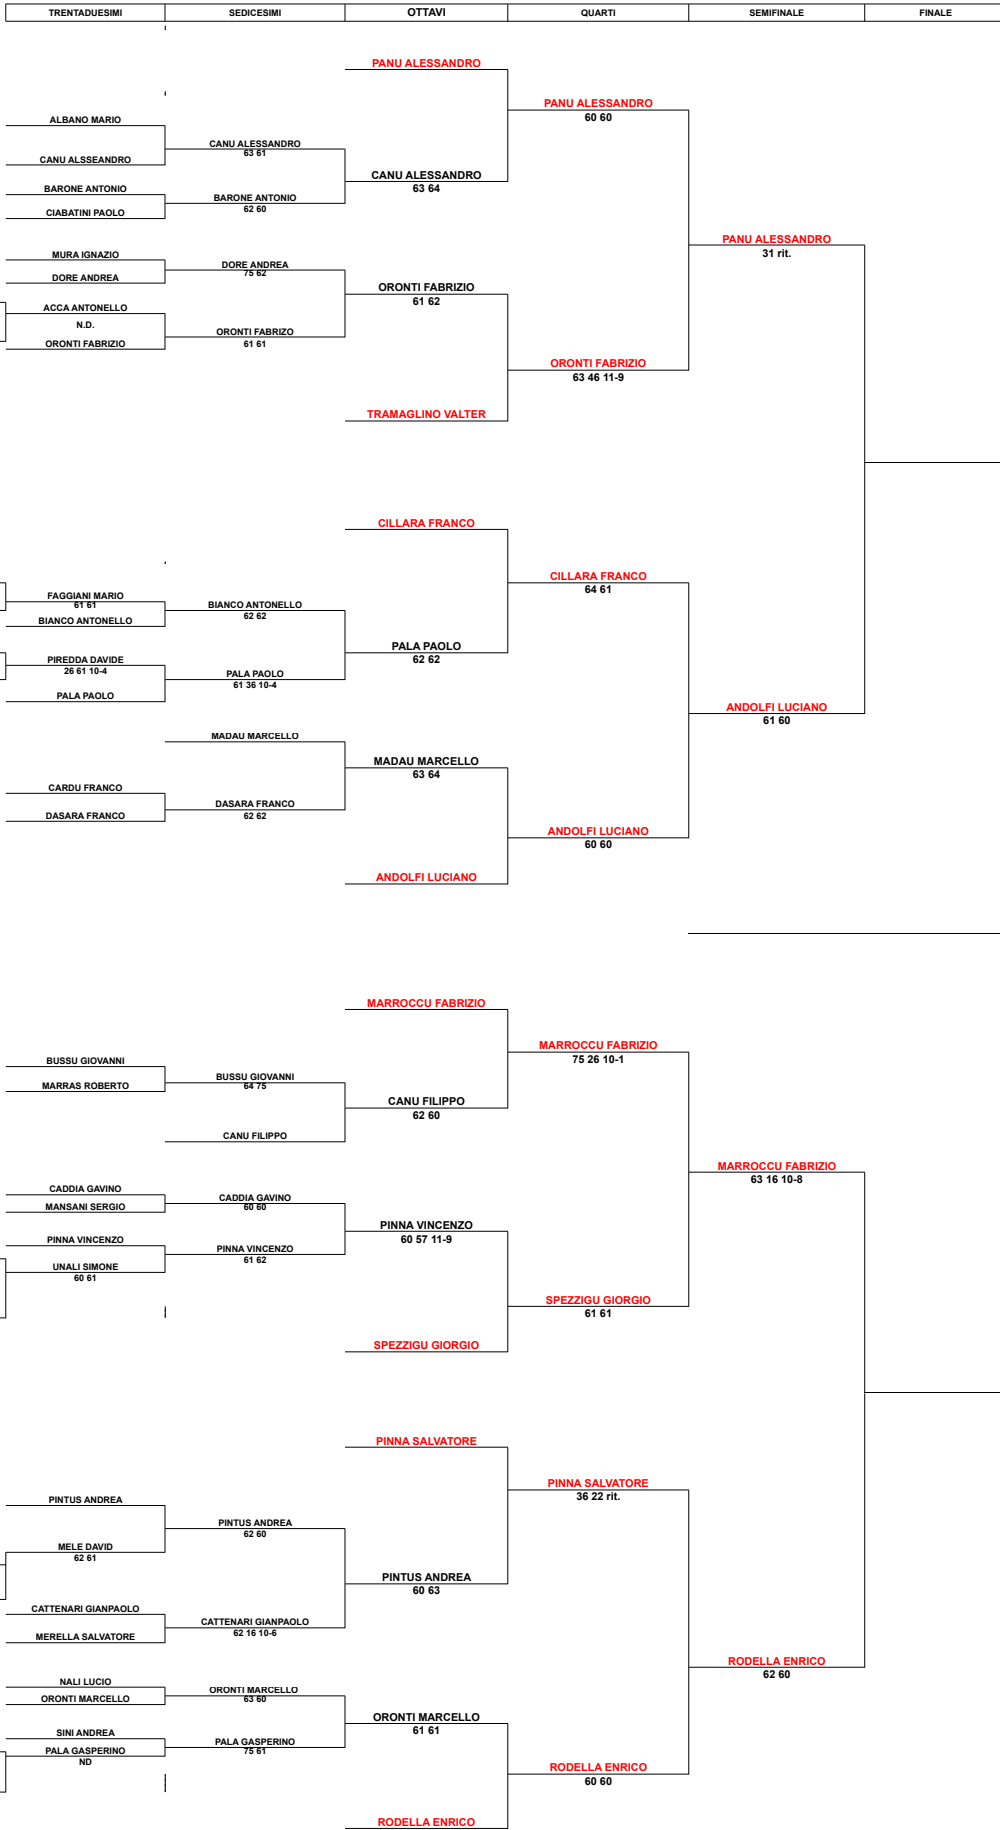 TRENTADUESIMI SEDICESIMI OTTAVI QUARTI SEMIFINALE FINALE
PANU ALESSANDRO
PANU ALESSANDRO
60 60
ALBANO MARIO
CANU ALESSANDRO
63 61
CANU ALSSEANDRO
CANU ALESSANDRO
63 64
BARONE ANTONIO
BARONE ANTONIO
62 60
CIABATINI PAOLO
PANU ALESSANDRO
31 rit.
MURA IGNAZIO
DORE ANDREA
75 62
DORE ANDREA
ORONTI FABRIZIO
61 62
ACCA ANTONELLO
N.D.
ORONTI FABRIZO
61 61
ORONTI FABRIZIO
ORONTI FABRIZIO
63 46 11-9
TRAMAGLINO VALTER
CILLARA FRANCO
CILLARA FRANCO
64 61
FAGGIANI MARIO
61 61
BIANCO ANTONELLO
62 62
BIANCO ANTONELLO
PALA PAOLO
62 62
PIREDDA DAVIDE
26 61 10-4
PALA PAOLO
61 36 10-4
PALA PAOLO
ANDOLFI LUCIANO
61 60
MADAU MARCELLO
MADAU MARCELLO
63 64
CARDU FRANCO
DASARA FRANCO
62 62
DASARA FRANCO
ANDOLFI LUCIANO
60 60
ANDOLFI LUCIANO
MARROCCU FABRIZIO
MARROCCU FABRIZIO
75 26 10-1
BUSSU GIOVANNI
BUSSU GIOVANNI
64 75
MARRAS ROBERTO
CANU FILIPPO
62 60
CANU FILIPPO
MARROCCU FABRIZIO
63 16 10-8
CADDIA GAVINO
CADDIA GAVINO
60 60
MANSANI SERGIO
PINNA VINCENZO
60 57 11-9
PINNA VINCENZO
PINNA VINCENZO
61 62
UNALI SIMONE
60 61
SPEZZIGU GIORGIO
61 61
SPEZZIGU GIORGIO
PINNA SALVATORE
PINNA SALVATORE
36 22 rit.
PINTUS ANDREA
PINTUS ANDREA
62 60
MELE DAVID
62 61
PINTUS ANDREA
60 63
CATTENARI GIANPAOLO
CATTENARI GIANPAOLO
62 16 10-6
MERELLA SALVATORE
RODELLA ENRICO
62 60
NALI LUCIO
ORONTI MARCELLO
63 60
ORONTI MARCELLO
ORONTI MARCELLO
61 61
SINI ANDREA
PALA GASPERINO
75 61
PALA GASPERINO
ND
RODELLA ENRICO
60 60
RODELLA ENRICO